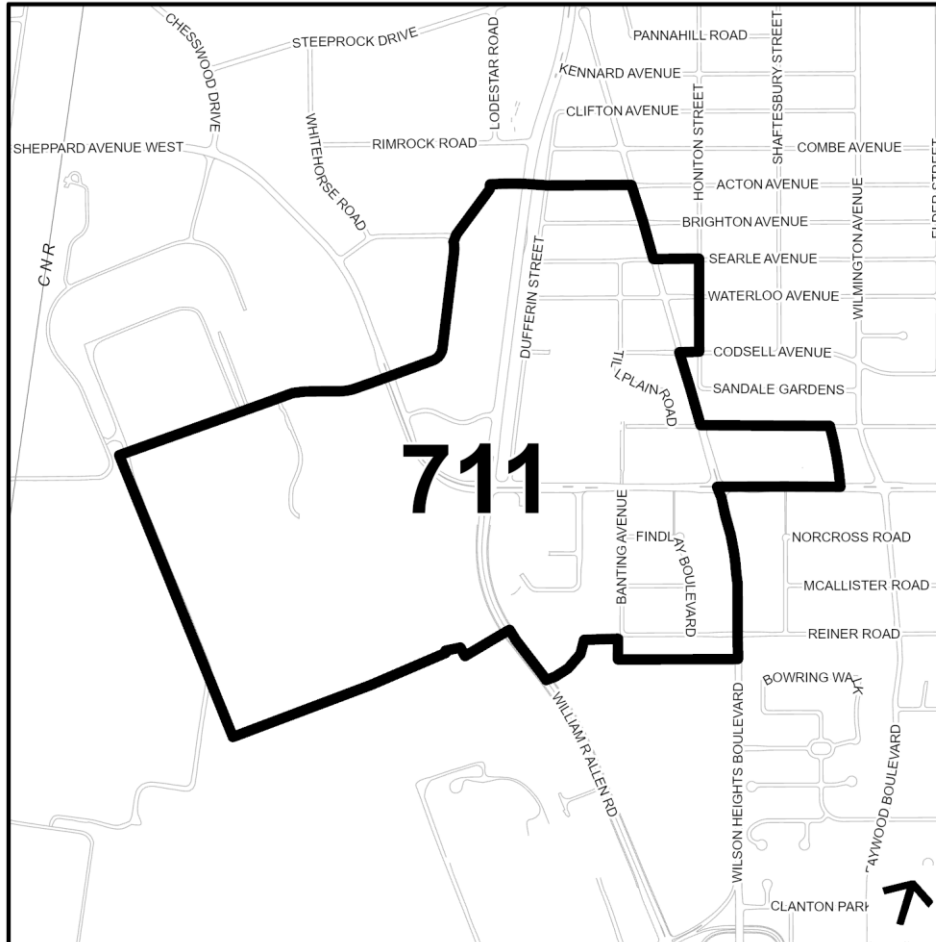 CHESSWOOD DRIVE
STEEPROCK DRIVE
LODESTAR ROAD
PANNAHILL ROAD
SHAFTESBURY STREET
KENNARD AVENUE
CLIFTON AVENUE
HONITON STREET
WHITEHORSE ROAD
RIMROCK ROAD
SHEPPARD AVENUE WEST
COMBE AVENUE
ACTON AVENUE
BRIGHTON AVENUE
WILMINGTON AVENUE
CNR
DUFFERIN STREET
SEARLE AVENUE
WATERLOO AVENUE
CODSELL AVENUE
TILLPLAIN ROAD
SANDALE GARDENS
711
BANTING AVENUE
FINDLAY BOULEVARD
NORCROSS ROAD
MCALLISTER ROAD
REINER ROAD
BOWRING WALK
WILLIAM R ALLEN RD
WILSON HEIGHTS BOULEVARD
CLANTON PARK